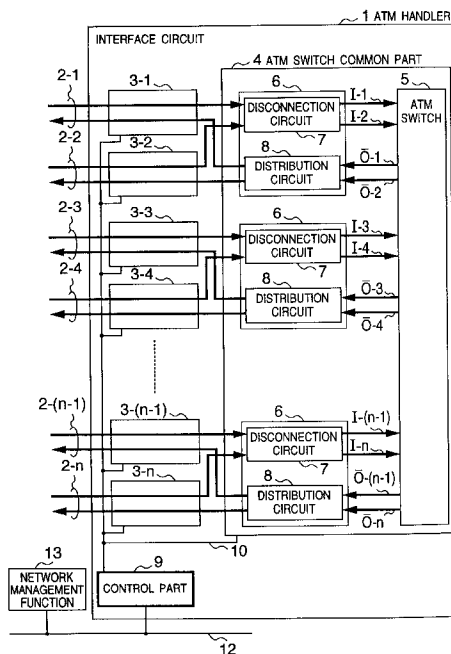 1 ATM HANDLER
INTERFACE CIRCUIT
4 ATM SWITCH COMMON PART
2-1
3-1
6
5
DISCONNECTION CIRCUIT
7
I-1
I-2
ATM SWITCH
2-2
3-2
8
DISTRIBUTION CIRCUIT
Ō-1
Ō-2
2-3
3-3
6
DISCONNECTION CIRCUIT
7
I-3
I-4
2-4
3-4
8
DISTRIBUTION CIRCUIT
Ō-3
Ō-4
2-(n-1)
3-(n-1)
6
DISCONNECTION CIRCUIT
7
I-(n-1)
I-n
2-n
3-n
8
DISTRIBUTION CIRCUIT
Ō-(n-1)
Ō-n
10
13
NETWORK MANAGEMENT FUNCTION
9
CONTROL PART
12